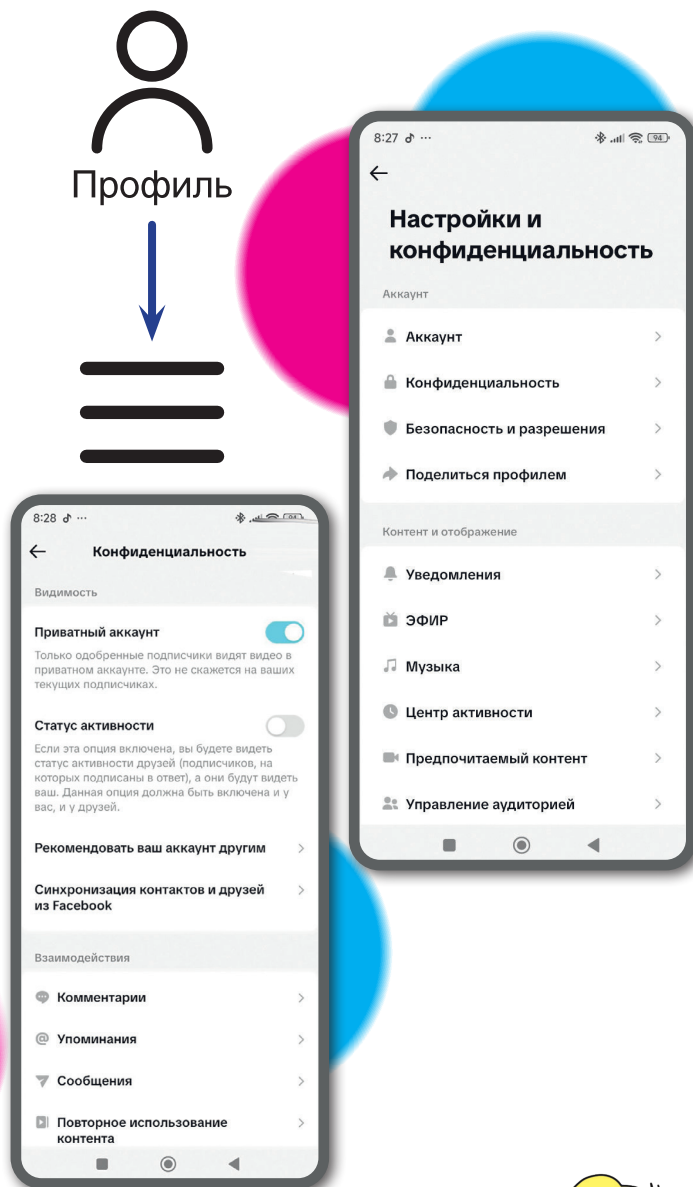 Профиль
8:27
94
Настройки и
конфиденциальность
Аккаунт
Аккаунт
Конфиденциальность
Безопасность и разрешения
Поделиться профилем
Контент и отображение
Уведомления
ЭФИР
Музыка
Центр активности
Предпочитаемый контент
Управление аудиторией
8:28
Конфиденциальность
Видимость
Приватный аккаунт
Только одобренные подписчики видят видео в
приватном аккаунте. Это не скажется на ваших
текущих подписчиках.
Статус активности
Если эта опция включена, вы будете видеть
статус активности друзей (подписчиков, на
которых подписаны в ответ), а они будут видеть
ваш. Данная опция должна быть включена и у
вас, и у друзей.
Рекомендовать ваш аккаунт другим
Синхронизация контактов и друзей
из Facebook
Взаимодействия
Комментарии
Упоминания
Сообщения
Повторное использование
контента